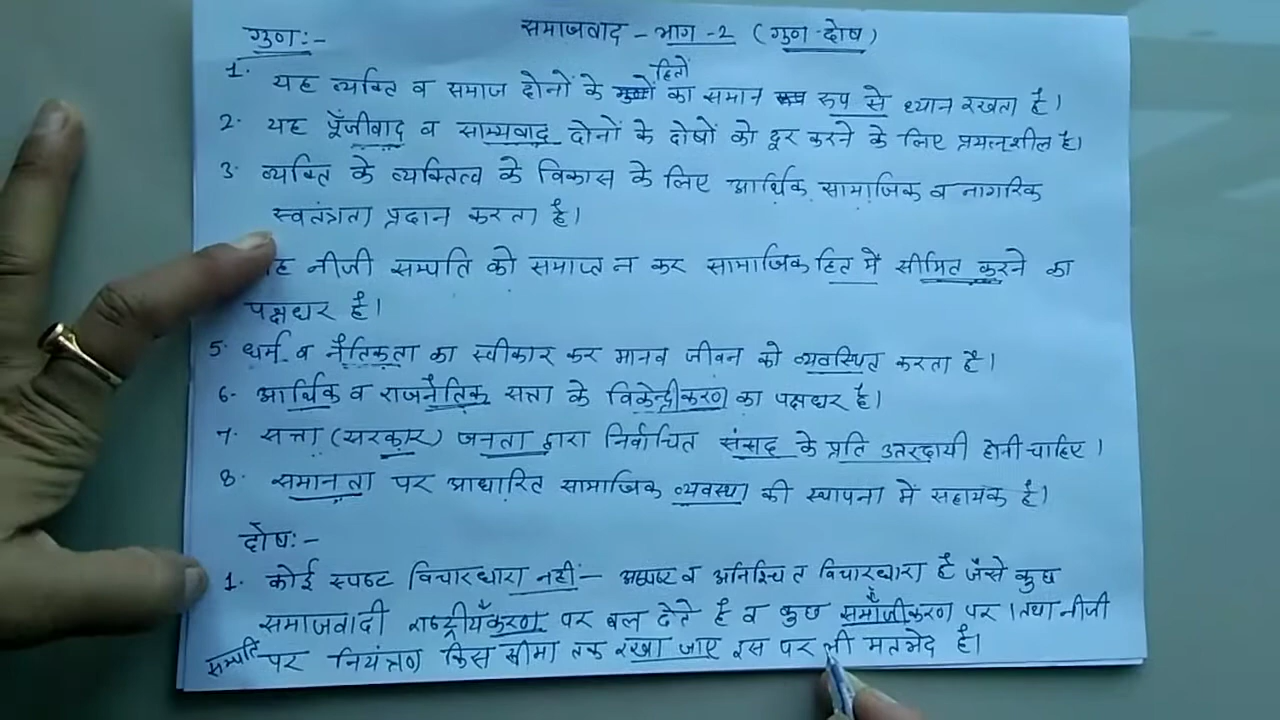 समाजवाद - भाग -2 (गुण-दोष)
गुण:-
1. यह व्यक्ति व समाज दोनों के हितों का समान रूप से ध्यान रखता है।
2. यह पूँजीवाद व साम्यवाद दोनों के दोषों को दूर करने के लिए प्रयत्नशील है।
3. व्यक्ति के व्यक्तित्व के विकास के लिए आर्थिक सामाजिक व नागरिक
स्वतंत्रता प्रदान करता है।
नीजी सम्पति को समाप्त न कर सामाजिक हित में सीमित करने का
पक्षधर है।
5. धर्म व नैतिकता का स्वीकार कर मानव जीवन को व्यवस्थित करता है।
6- आर्थिक व राजनैतिक सत्ता के विकेन्द्रीकरण का पक्षधर है।
7. सत्ता (सरकार) जनता द्वारा निर्वाचित संसद के प्रति उतरदायी होनी चाहिए।
8. समानता पर आधारित सामाजिक व्यवस्था की स्थापना में सहायक है।
दोष:-
1. कोई स्पष्ट विचारधारा नहीं- अस्पष्ट व अनिश्चित विचारधारा है जैसे कुछ
समाजवादी राष्ट्रीयकरण पर बल देते है व कुछ समाजीकरण पर। तथा नीजी
सम्पति पर नियंत्रण किस सीमा तक रखा जाए इस पर भी मतभेद है।